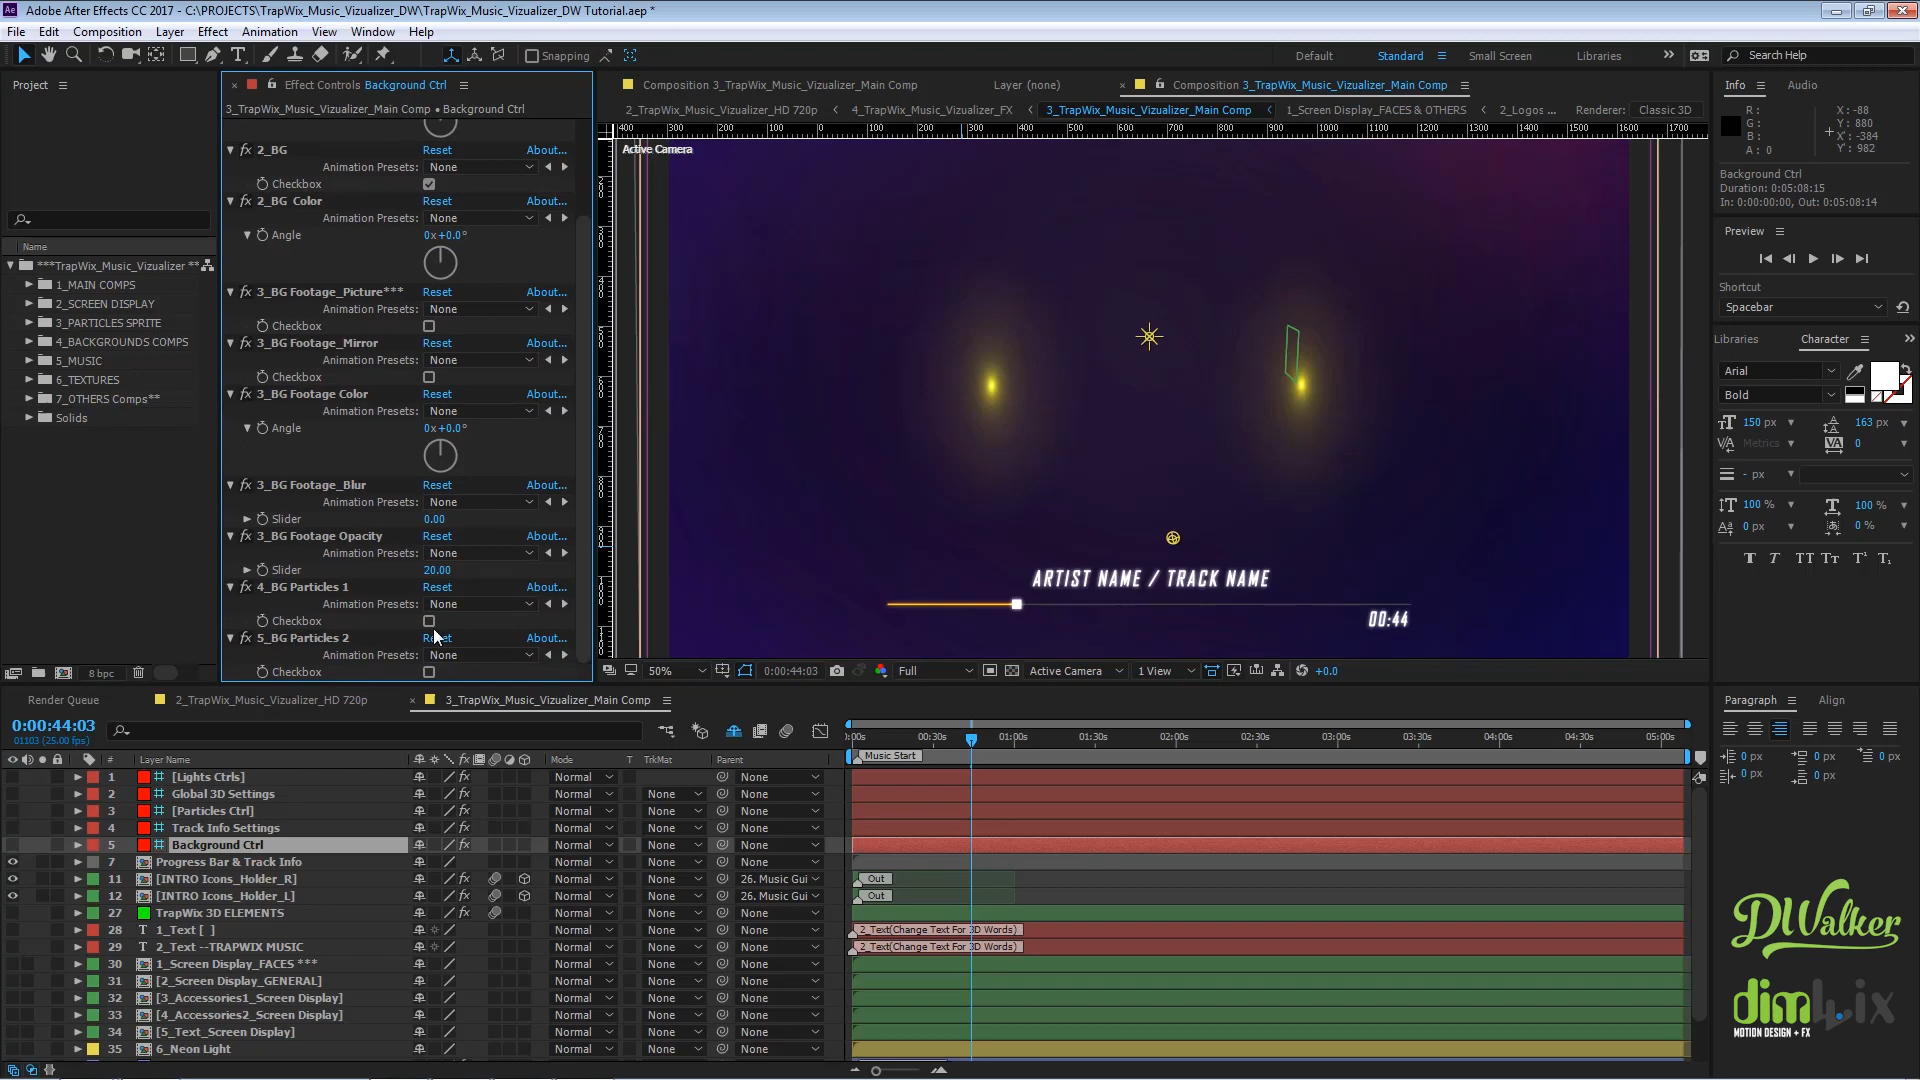 Adobe After Effects CC 2017 - C:\PROJECTS\TrapWix_Music_Vizualizer_DW\TrapWix_Music_Vizualizer_DW Tutorial.aep *
File Edit Composition Layer Effect Animation Window View Help
Snapping Default Standard Small Screen Libraries Search Help
Project
Effect Controls Background Ctrl
3_TrapWix_Music_Vizualizer_Main Comp • Background Ctrl
Composition 3_TrapWix_Music_Vizualizer_Main Comp Layer (none) Composition 3_TrapWix_Music_Vizualizer_Main Comp
2_TrapWix_Music_Vizualizer_HD 720p 4_TrapWix_Music_Vizualizer_FX 3_TrapWix_Music_Vizualizer_Main Comp 1_Screen Display_FACES & OTHERS 2_Logos ... Renderer: Classic 3D
Active Camera
2_BG Reset About...
Animation Presets: None
Checkbox
2_BG Color Reset About...
Animation Presets: None
Angle 0x+0.0°
3_BG Footage_Picture*** Reset About...
Animation Presets: None
Checkbox
3_BG Footage_Mirror Reset About...
Animation Presets: None
Checkbox
3_BG Footage Color Reset About...
Animation Presets: None
Angle 0x+0.0°
3_BG Footage_Blur Reset About...
Animation Presets: None
Slider 0.00
3_BG Footage Opacity Reset About...
Animation Presets: None
Slider 20.00
4_BG Particles 1 Reset About...
Animation Presets: None
Checkbox
5_BG Particles 2 Reset About...
Animation Presets: None
Checkbox
Name
***TrapWix_Music_Vizualizer **
1_MAIN COMPS
2_SCREEN DISPLAY
3_PARTICLES SPRITE
4_BACKGROUNDS COMPS
5_MUSIC
6_TEXTURES
7_OTHERS Comps**
Solids
8 bpc
ARTIST NAME / TRACK NAME
00:44
50% 0:00:44:03 Full Active Camera 1 View +0.0
Info Audio
R : X : -88
G : Y : 880
B : X' : -384
A : 0 Y' : 982
Background Ctrl
Duration: 0:05:08:15
In: 0:00:00:00, Out: 0:05:08:14
Preview
Shortcut
Spacebar
Libraries Character
Arial
Bold
150 px 163 px
Metrics 0
- px
100 % 100 %
0 px 0 %
Paragraph Align
0 px 0 px 0 px
0 px 0 px
DWalker
dimwix
MOTION DESIGN + FX
Render Queue 2_TrapWix_Music_Vizualizer_HD 720p 3_TrapWix_Music_Vizualizer_Main Comp
0:00:44:03
01103 (25.00 fps)
):00s 00:30s 01:00s 01:30s 02:00s 02:30s 03:00s 03:30s 04:00s 04:30s 05:00s
Music Start
# Layer Name Mode T TrkMat Parent
1 [Lights Ctrls] Normal None
2 Global 3D Settings Normal None None
3 [Particles Ctrl] Normal None None
4 Track Info Settings Normal None None
5 Background Ctrl Normal None None
7 Progress Bar & Track Info Normal None None
11 [INTRO Icons_Holder_R] Normal None 26. Music Gui Out
12 [INTRO Icons_Holder_L] Normal None 26. Music Gui Out
27 TrapWix 3D ELEMENTS Normal None None
28 T 1_Text [ ] Normal None None 2_Text(Change Text For 3D Words)
29 T 2_Text --TRAPWIX MUSIC Normal None None 2_Text(Change Text For 3D Words)
30 1_Screen Display_FACES *** Normal None None
31 [2_Screen Display_GENERAL] Normal None None
32 [3_Accessories1_Screen Display] Normal None None
33 [4_Accessories2_Screen Display] Normal None None
34 [5_Text_Screen Display] Normal None None
35 6_Neon Light Normal None None